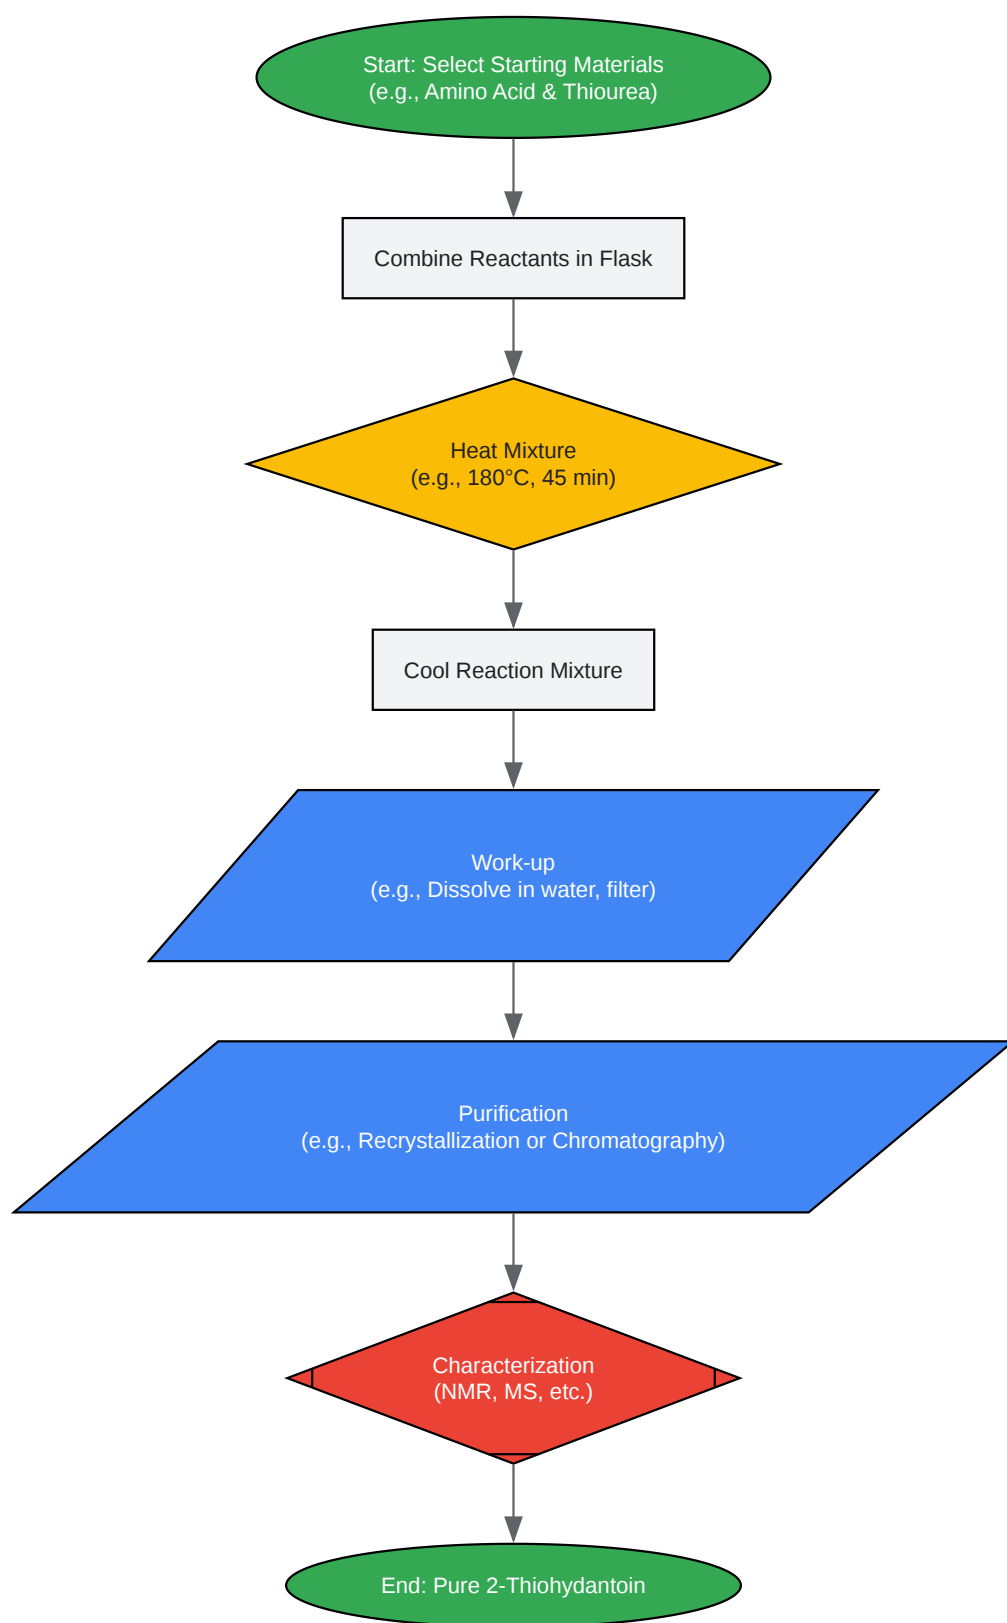 Start: Select Starting Materials
(e.g., Amino Acid & Thiourea)
Combine Reactants in Flask
Heat Mixture
(e.g., 180°C, 45 min)
Cool Reaction Mixture
Work-up
(e.g., Dissolve in water, filter)
Purification
(e.g., Recrystallization or Chromatography)
Characterization
(NMR, MS, etc.)
End: Pure 2-Thiohydantoin